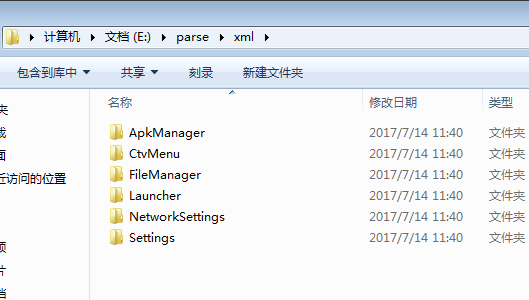 计算机 文档 (E:) parse xml
包含到库中 共享 刻录 新建文件夹
名称 修改日期 类型
ApkManager 2017/7/14 11:40 文件夹
CtvMenu 2017/7/14 11:40 文件夹
FileManager 2017/7/14 11:40 文件夹
Launcher 2017/7/14 11:40 文件夹
NetworkSettings 2017/7/14 11:40 文件夹
Settings 2017/7/14 11:40 文件夹
夹
面
近访问的位置
片